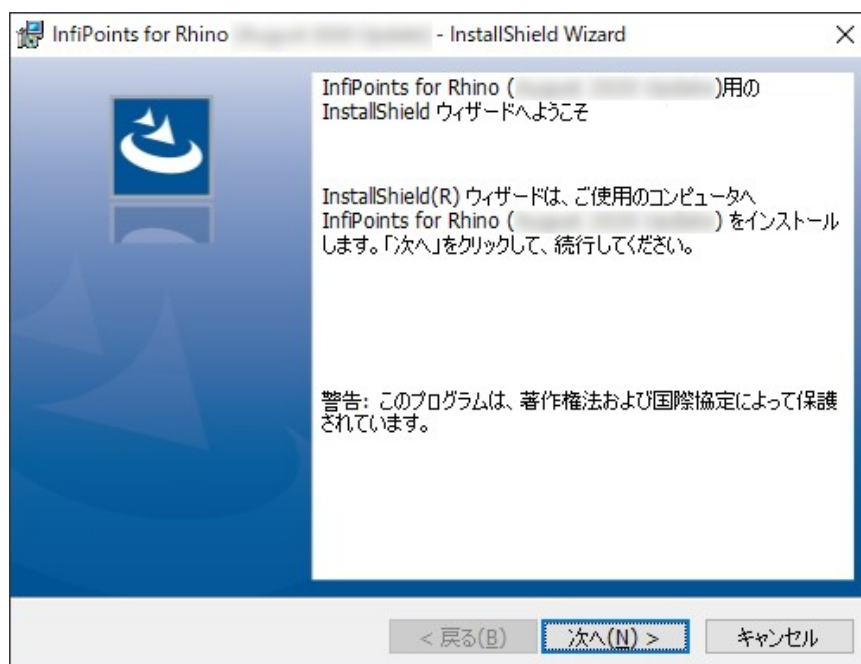 InfiPoints for Rhino - InstallShield Wizard
InfiPoints for Rhino ( )用の
InstallShield ウィザードへようこそ
InstallShield(R) ウィザードは、ご使用のコンピュータへ
InfiPoints for Rhino ( ) をインストール
します。「次へ」をクリックして、続行してください。
警告: このプログラムは、著作権法および国際協定によって保護
されています。
< 戻る(B)
次へ(N) >
キャンセル